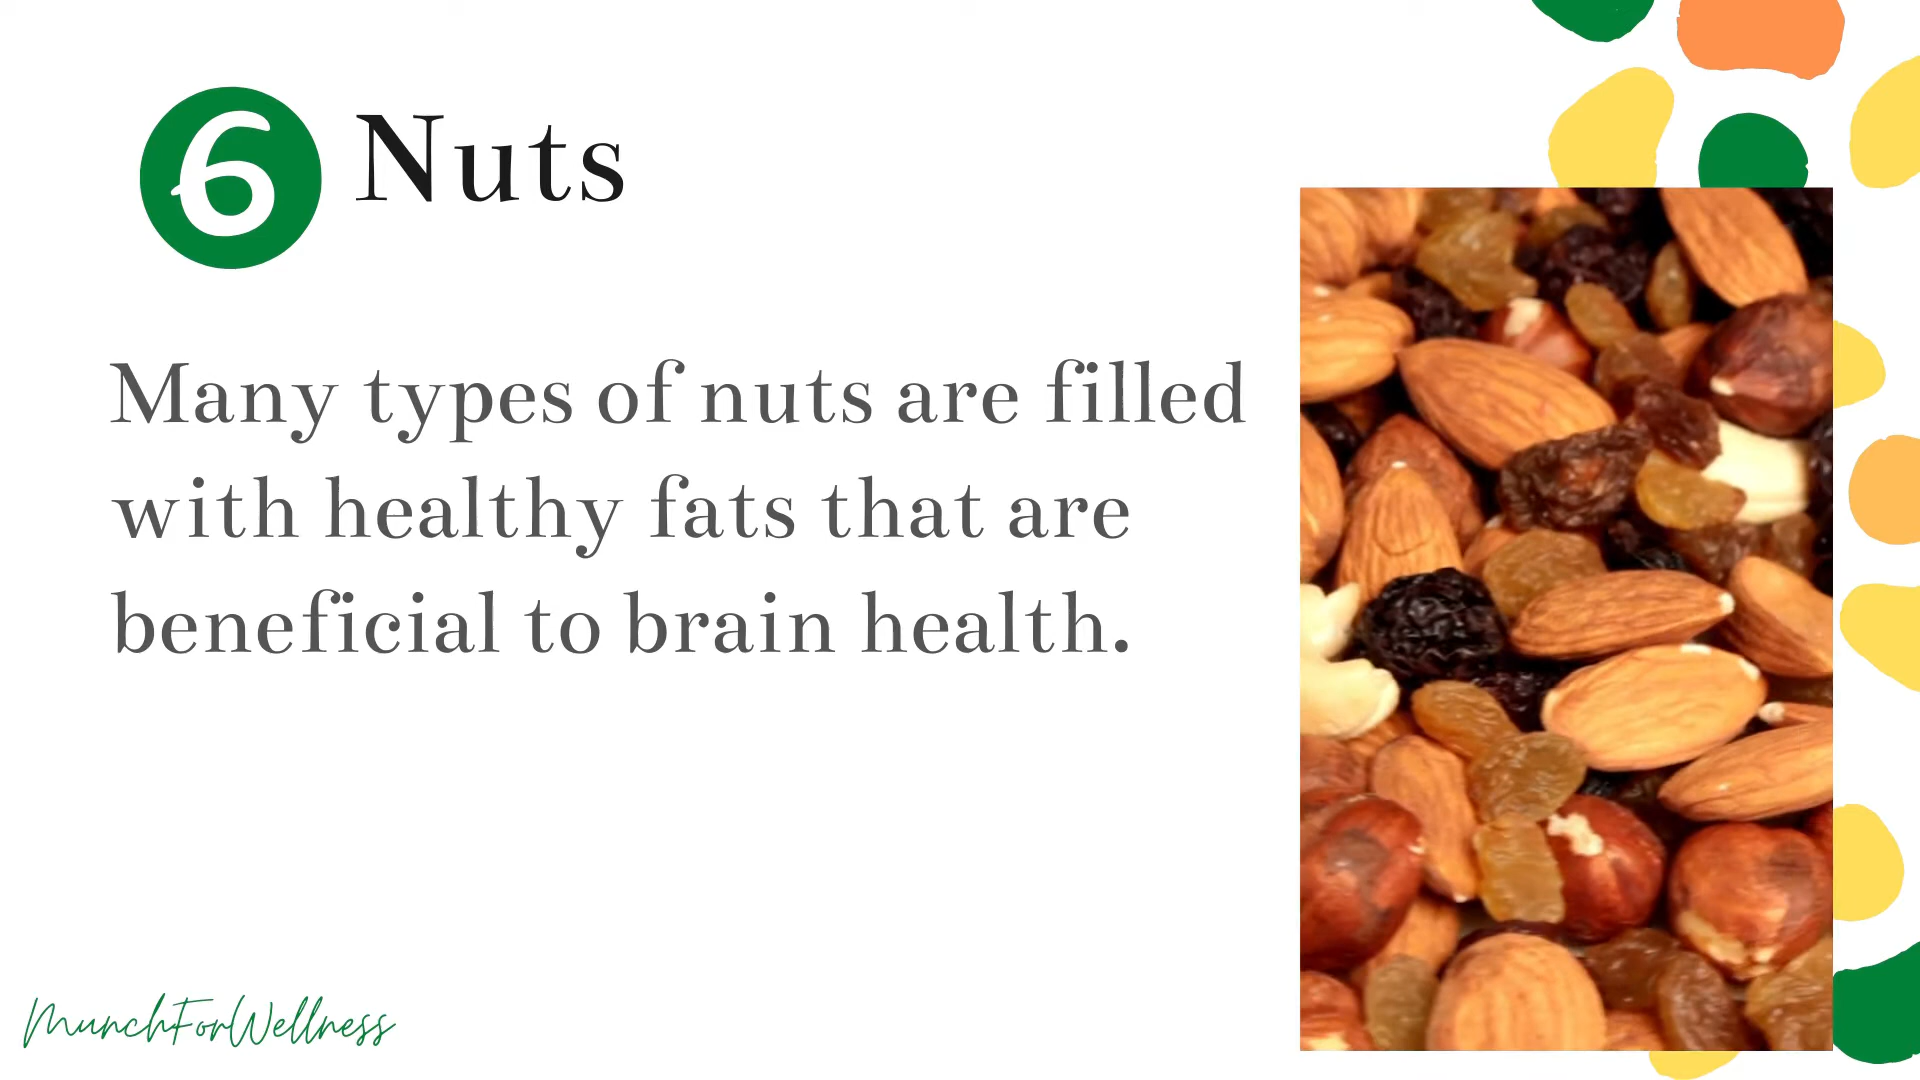 6 Nuts
Many types of nuts are filled
with healthy fats that are
beneficial to brain health.
MunchForWellness